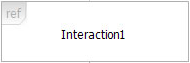 ref
Interaction1